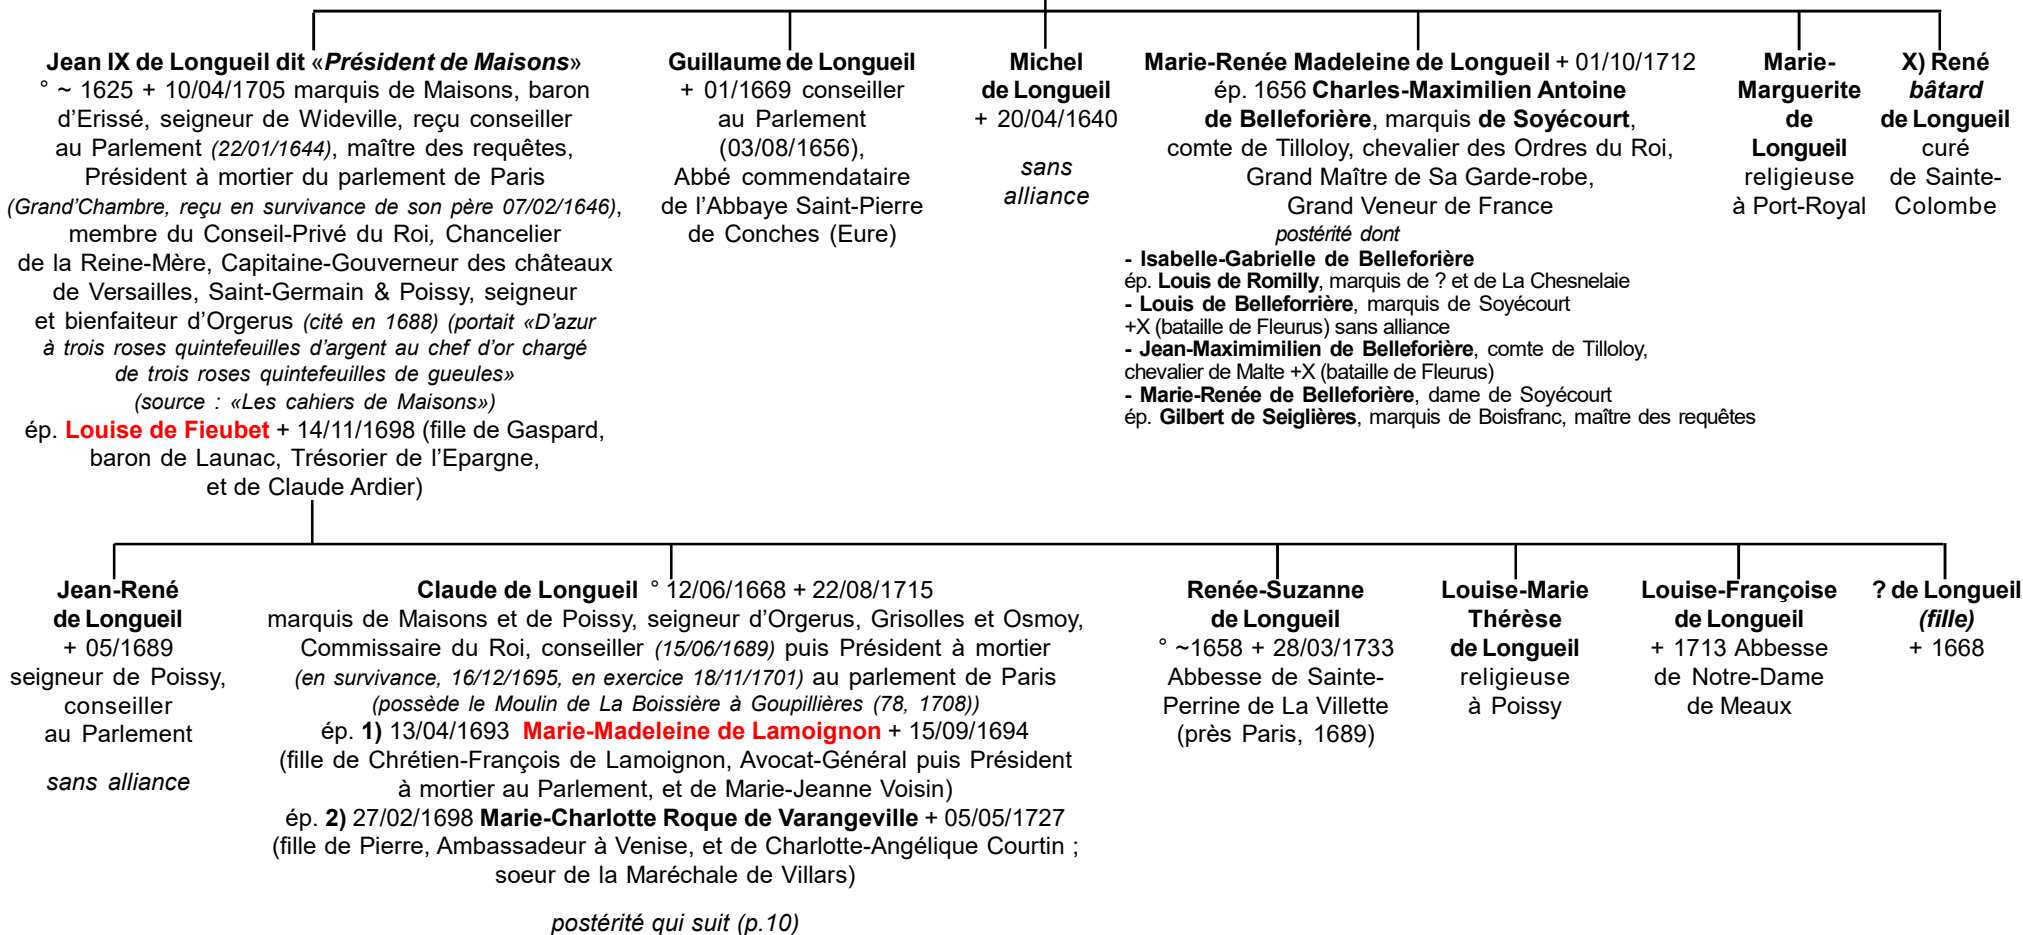 Jean IX de Longueil dit «Président de Maisons»
° ~ 1625 + 10/04/1705 marquis de Maisons, baron
d’Erissé, seigneur de Wideville, reçu conseiller
au Parlement (22/01/1644), maître des requêtes,
Président à mortier du parlement de Paris
(Grand’Chambre, reçu en survivance de son père 07/02/1646),
membre du Conseil-Privé du Roi, Chancelier
de la Reine-Mère, Capitaine-Gouverneur des châteaux
de Versailles, Saint-Germain & Poissy, seigneur
et bienfaiteur d’Orgerus (cité en 1688) (portait «D’azur
à trois roses quintefeuilles d’argent au chef d’or chargé
de trois roses quintefeuilles de gueules»
(source : «Les cahiers de Maisons»)
ép. Louise de Fieubet + 14/11/1698 (fille de Gaspard,
baron de Launac, Trésorier de l’Epargne,
et de Claude Ardier)
Guillaume de Longueil
+ 01/1669 conseiller
au Parlement
(03/08/1656),
Abbé commendataire
de l’Abbaye Saint-Pierre
de Conches (Eure)
Michel
de Longueil
+ 20/04/1640
sans
alliance
Marie-Renée Madeleine de Longueil + 01/10/1712
ép. 1656 Charles-Maximilien Antoine
de Belleforière, marquis de Soyécourt,
comte de Tilloloy, chevalier des Ordres du Roi,
Grand Maître de Sa Garde-robe,
Grand Veneur de France
postérité dont
- Isabelle-Gabrielle de Belleforière
ép. Louis de Romilly, marquis de ? et de La Chesnelaie
- Louis de Belleforrière, marquis de Soyécourt
+X (bataille de Fleurus) sans alliance
- Jean-Maximimilien de Belleforière, comte de Tilloloy,
chevalier de Malte +X (bataille de Fleurus)
- Marie-Renée de Belleforière, dame de Soyécourt
ép. Gilbert de Seiglières, marquis de Boisfranc, maître des requêtes
Marie-
Marguerite
de
Longueil
religieuse
à Port-Royal
X) René
bâtard
de Longueil
curé
de Sainte-
Colombe
Jean-René
de Longueil
+ 05/1689
seigneur de Poissy,
conseiller
au Parlement
sans alliance
Claude de Longueil ° 12/06/1668 + 22/08/1715
marquis de Maisons et de Poissy, seigneur d’Orgerus, Grisolles et Osmoy,
Commissaire du Roi, conseiller (15/06/1689) puis Président à mortier
(en survivance, 16/12/1695, en exercice 18/11/1701) au parlement de Paris
(possède le Moulin de La Boissière à Goupillières (78, 1708))
ép. 1) 13/04/1693 Marie-Madeleine de Lamoignon + 15/09/1694
(fille de Chrétien-François de Lamoignon, Avocat-Général puis Président
à mortier au Parlement, et de Marie-Jeanne Voisin)
ép. 2) 27/02/1698 Marie-Charlotte Roque de Varangeville + 05/05/1727
(fille de Pierre, Ambassadeur à Venise, et de Charlotte-Angélique Courtin ;
soeur de la Maréchale de Villars)
postérité qui suit (p.10)
Renée-Suzanne
de Longueil
° ~1658 + 28/03/1733
Abbesse de Sainte-
Perrine de La Villette
(près Paris, 1689)
Louise-Marie
Thérèse
de Longueil
religieuse
à Poissy
Louise-Françoise
de Longueil
+ 1713 Abbesse
de Notre-Dame
de Meaux
? de Longueil
(fille)
+ 1668